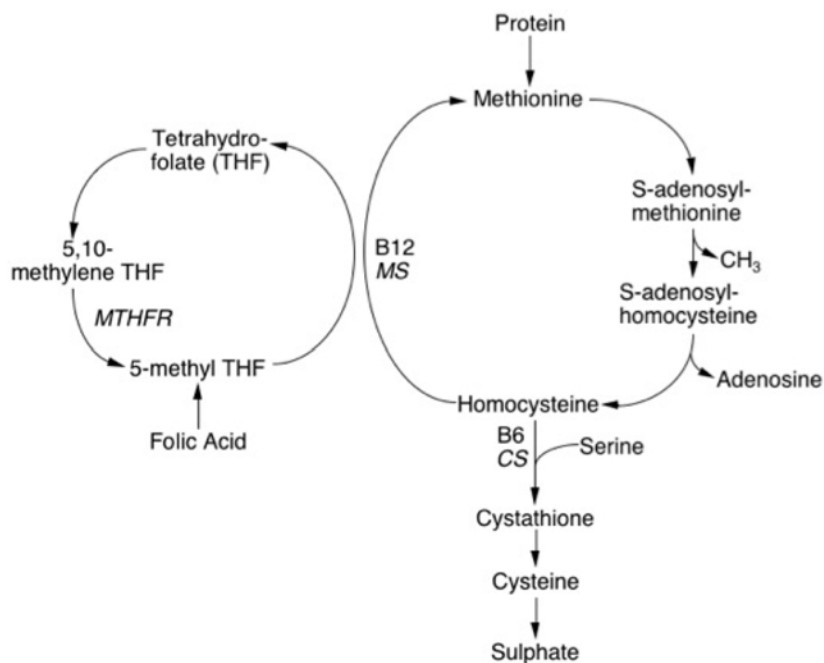 Protein
Methionine
Tetrahydro-
folate (THF)
S-adenosyl-
methionine
5,10-
methylene THF
B12
MS
CH₃
S-adenosyl-
homocysteine
MTHFR
5-methyl THF
Adenosine
Homocysteine
Folic Acid
B6
CS
Serine
Cystathione
Cysteine
Sulphate